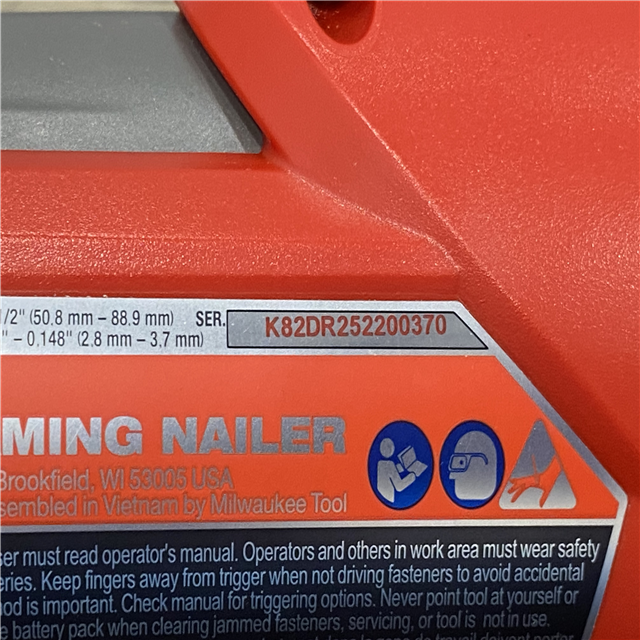 1/2" (50,8 mm – 88.9 mm) SER. K82DR252200370
" – 0,148" (2,8 mm – 3,7 mm)
MING NAILER
Brookfield, WI 53005 USA
ssembled in Vietnam by Milwaukee Tool
ser must read operator's manual. Operators and others in work area must wear safety
eries. Keep fingers away from trigger when not driving fasteners to avoid accidental
hod is important. Check manual for triggering options. Never point tool at yourself or
e battery pack when clearing jammed fasteners, servicing, or tool is not in use.